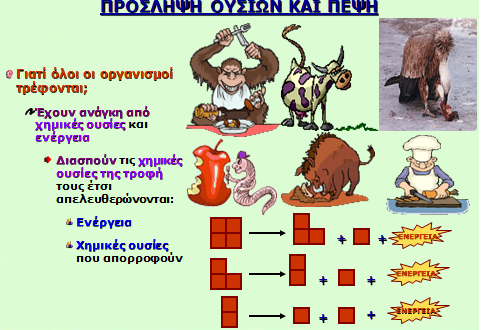 ΠΡΟΣΛΗΨΗ ΟΥΣΙΩΝ ΚΑΙ ΠΕΨΗ
Γιατί όλοι οι οργανισμοί
τρέφονται;
Έχουν ανάγκη από
χημικές ουσίες και
ενέργεια
Διασπούν τις χημικές
ουσίες της τροφή
τους έτσι
απελευθερώνονται:
Ενέργεια
Χημικές ουσίες
που απορροφούν
+ + ΕΝΕΡΓΕΙΑ
+ + ΕΝΕΡΓΕΙΑ
+ + ΕΝΕΡΓΕΙΑ